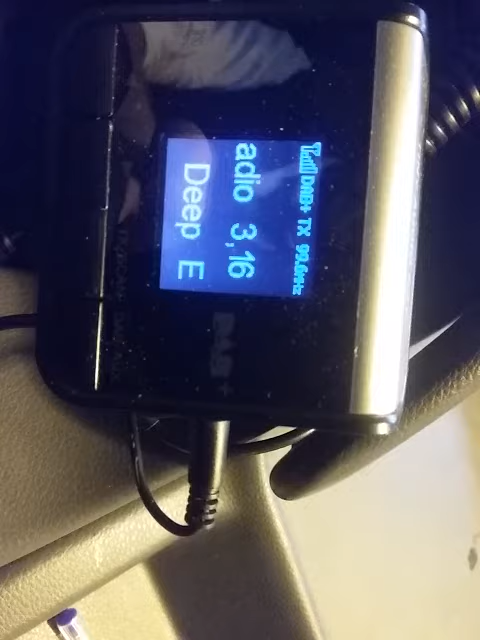 DAB+ TX 99.6MHz
adio 3,16
Deep E
DAB+